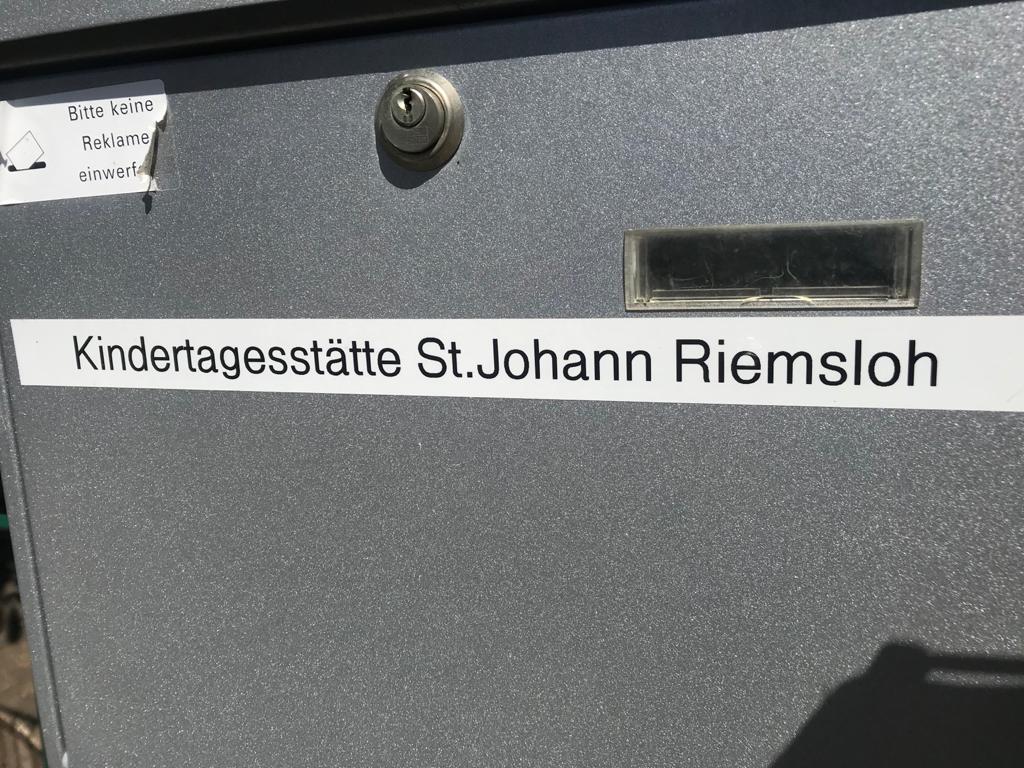 Bitte keine
Reklame
einwerf
Kindertagesstätte St.Johann Riemsloh